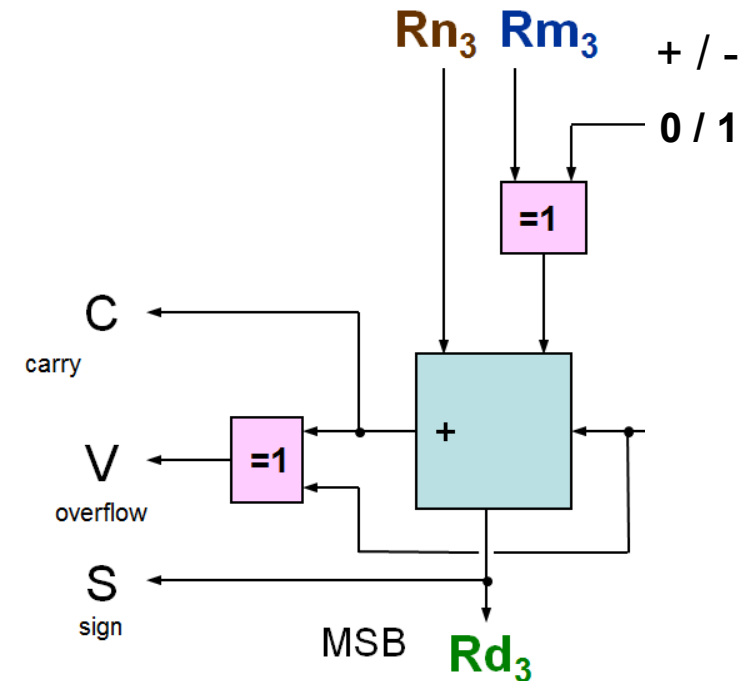 Rn3 Rm3
+ / -
0 / 1
=1
C
carry
+
=1
V
overflow
S
sign
MSB
Rd3